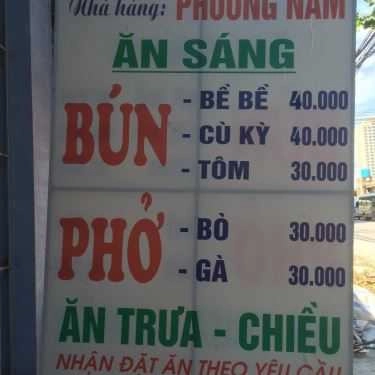 Nhà hàng: PHƯƠNG NAM
ĂN SÁNG
BÚN - BỀ BỀ 40.000
- CÙ KỲ 40.000
- TÔM 30.000
PHỞ - BÒ 30.000
- GÀ 30.000
ĂN TRƯA - CHIỀU
NHẬN ĐẶT ĂN THEO YÊU CẦU